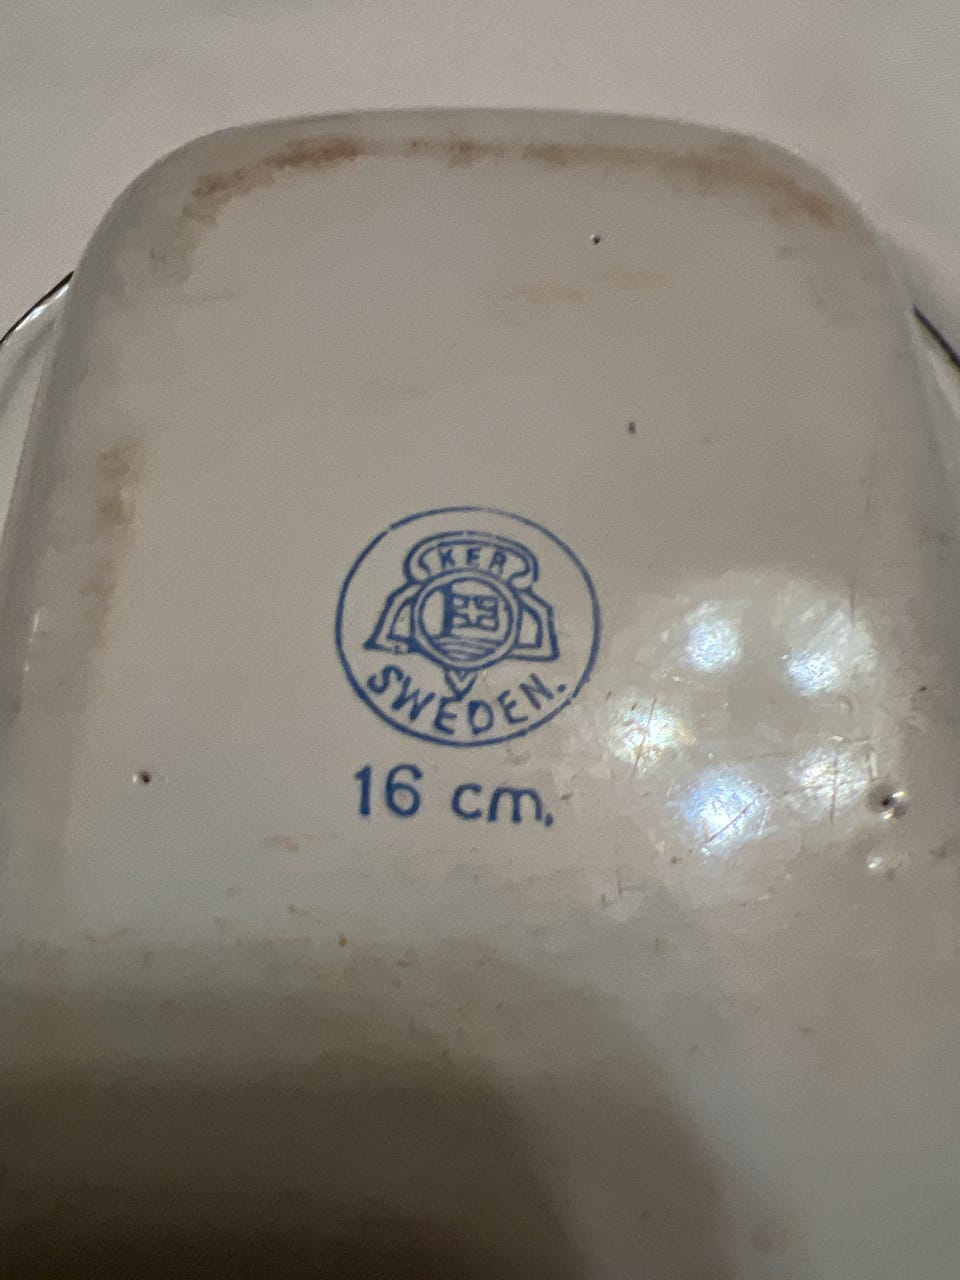 KER
SWEDEN.
16 cm.